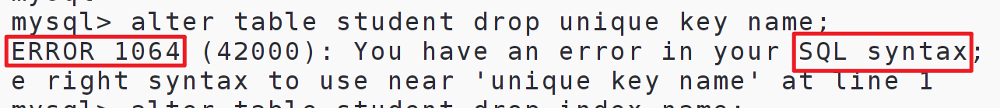 mysql>
mysql> alter table student drop unique key name;
ERROR 1064 (42000): You have an error in your SQL syntax;
e right syntax to use near 'unique key name' at line 1
mysql> alter table student drop index name;